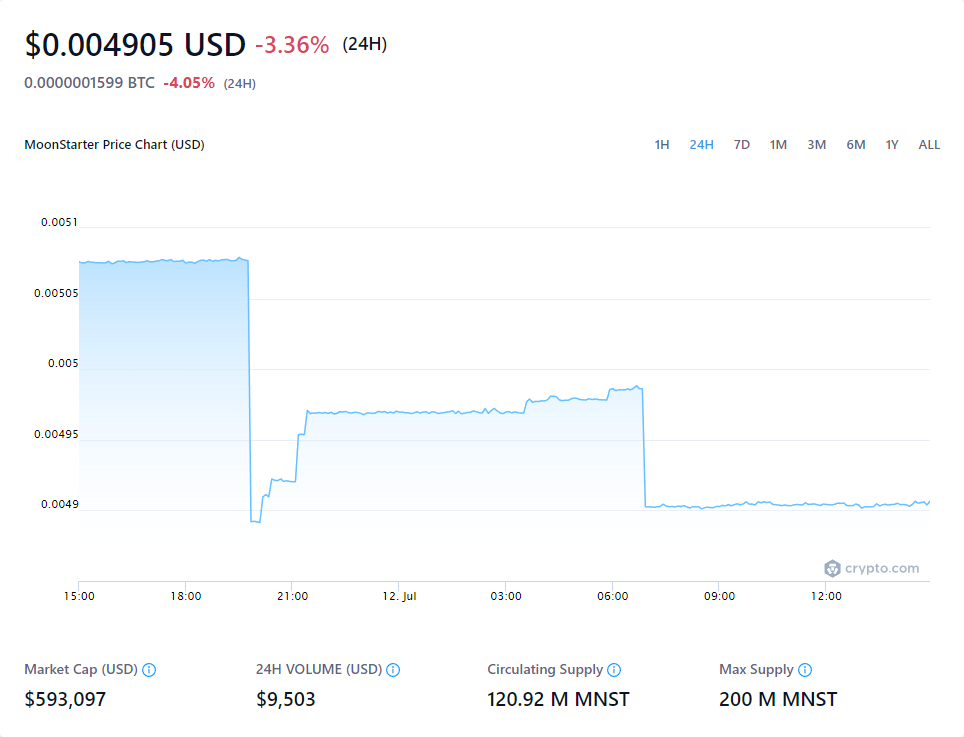 $0.004905 USD -3.36% (24H)
0.0000001599 BTC -4.05% (24H)
MoonStarter Price Chart (USD) 1H 24H 7D 1M 3M 6M 1Y ALL
0.0051
0.00505
0.005
0.00495
0.0049
crypto.com
15:00 18:00 21:00 12. Jul 03:00 06:00 09:00 12:00
Market Cap (USD) 24H VOLUME (USD) Circulating Supply Max Supply
$593,097 $9,503 120.92 M MNST 200 M MNST